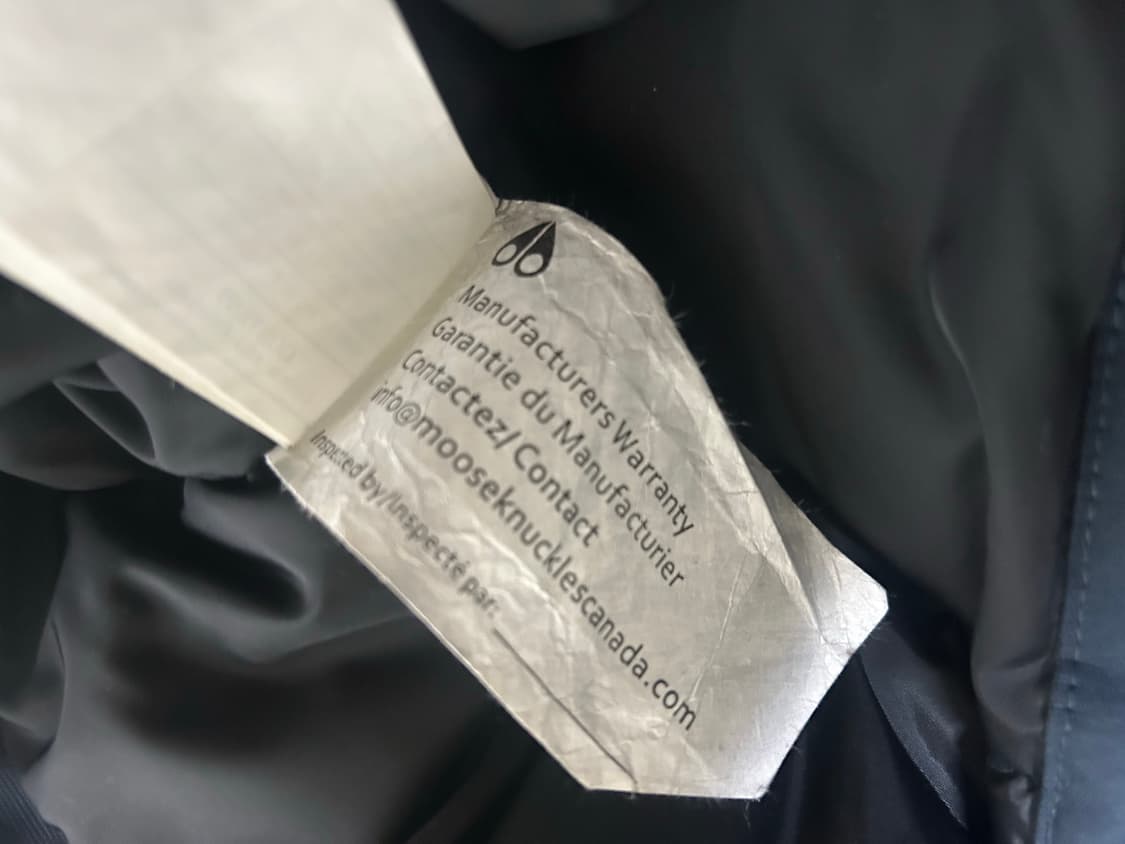 Manufacturers Warranty
Garantie du Manufacturier
Contactez/ Contact
info@mooseknucklescanada.com
Inspected by/Inspecté par: